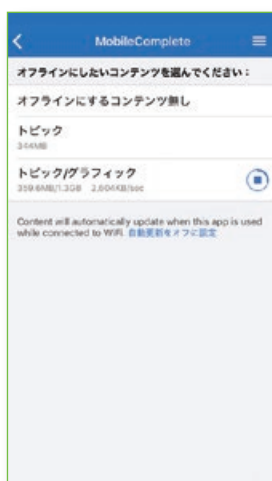 MobileComplete
オフラインにしたいコンテンツを選んでください：
オフラインにするコンテンツ無し
トピック
344MB
トピック/グラフィック
359.6MB/1.3GB 2,604KB/sec
Content will automatically update when this app is used
while connected to WiFi. 自動更新をオフに設定